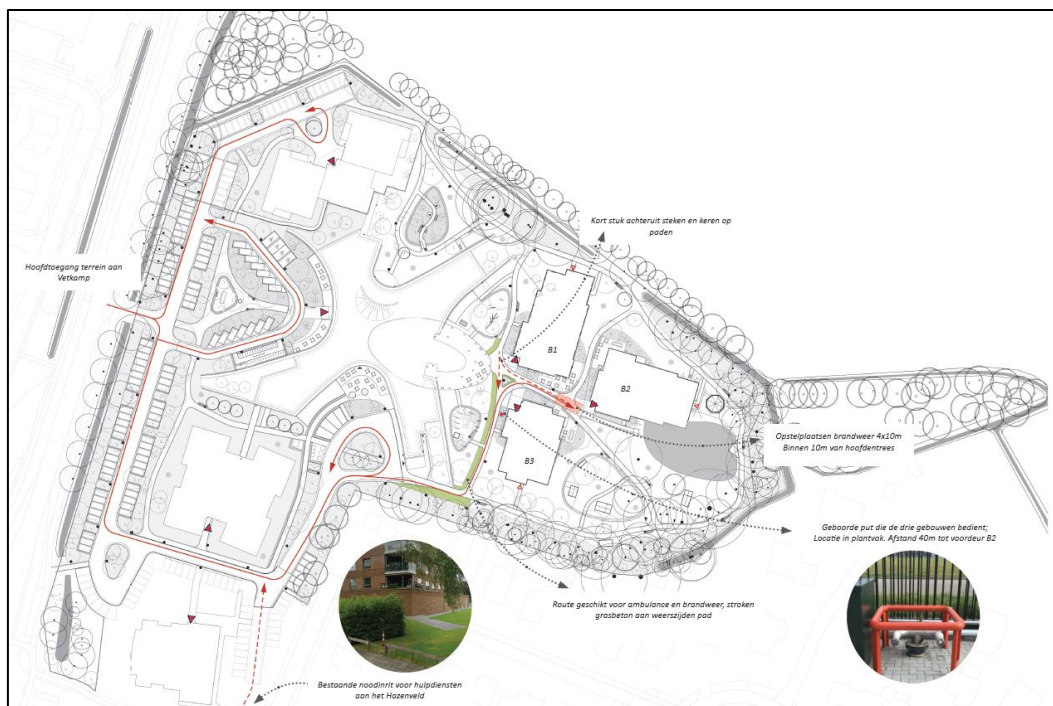 Kort stuk achteruit steken en keren op
paden
Hoofdtoegang terrein aan
Vetkamp
B1
B2
B3
Opstelplaatsen brandweer 4x10m
Binnen 10m van hoofdentrees
Geboorde put die de drie gebouwen bedient;
Locatie in plantvak. Afstand 40m tot voordeur B2
Route geschikt voor ambulance en brandweer, stroken
grasbeton aan weerszijden pad
Bestaande noodinrit voor hulpdiensten
aan het Hazenveld